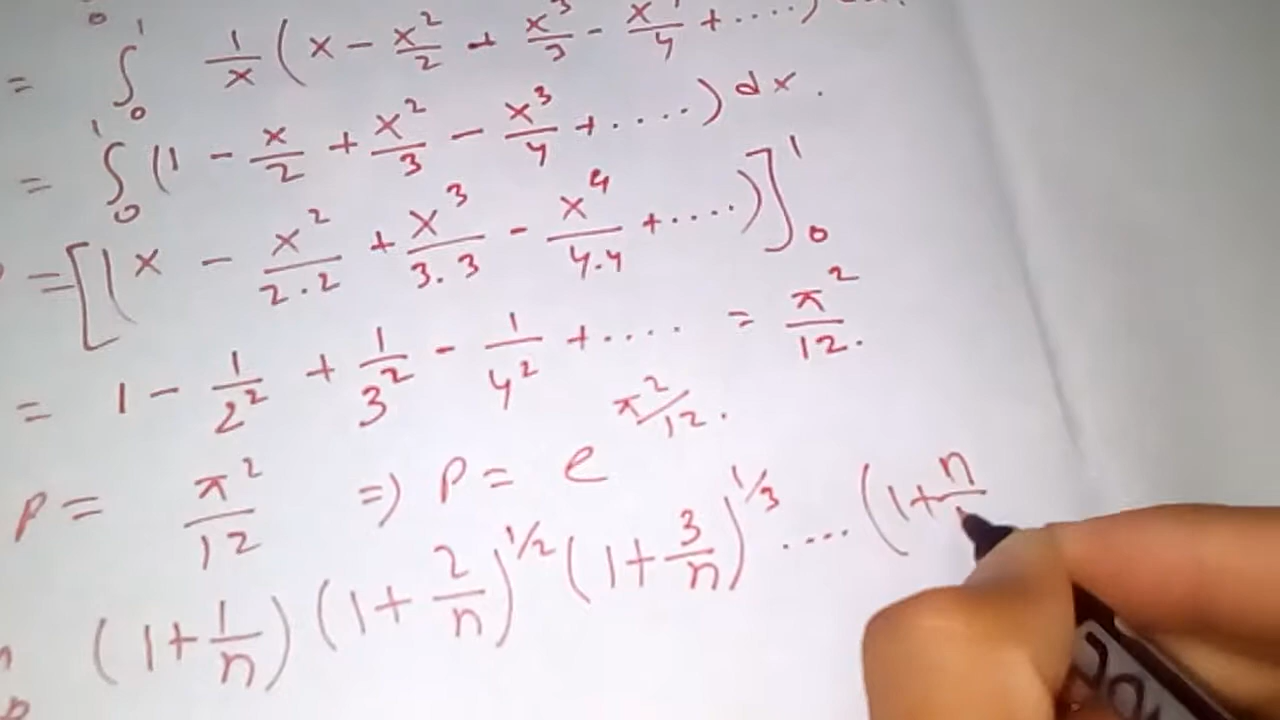 = ∫₀¹ 1/x (x - x²/2 + x³/3 - x⁴/4 + ....)
= ∫₀¹ (1 - x/2 + x²/3 - x³/4 + ....) dx.
= [(x - x²/2.2 + x³/3.3 - x⁴/4.4 + ....)]₀¹
= 1 - 1/2² + 1/3² - 1/4² + .... = π²/12.
P = π²/12 => P = e^π²/12.
(1+1/n) (1+2/n)^1/2 (1+3/n)^1/3 .... (1+n/